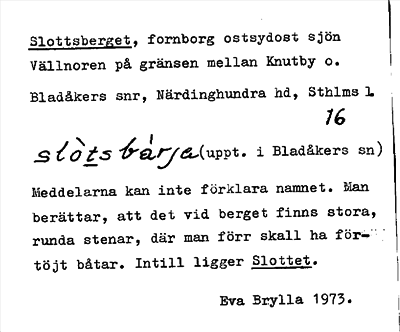 Slottsberget, fornborg ostsydost sjön
Vällnoren på gränsen mellan Knutby o.
Bladåkers snr, Närdinghundra hd, Sthlms l
16
slòtsbárja (uppt. i Bladåkers sn)
Meddelarna kan inte förklara namnet. Man
berättar, att det vid berget finns stora,
runda stenar, där man förr skall ha för-
töjt båtar. Intill ligger Slottet.
Eva Brylla 1973.